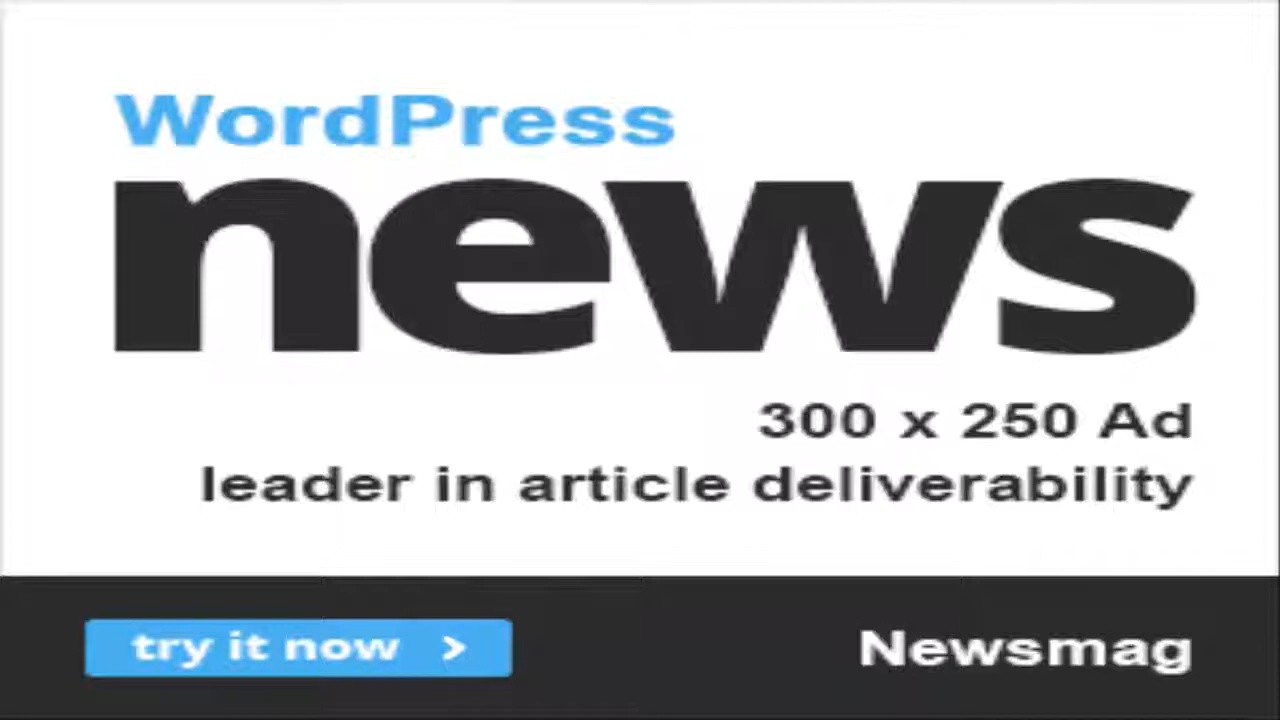 WordPress
news
300 x 250 Ad
leader in article deliverability
try it now >
Newsmag